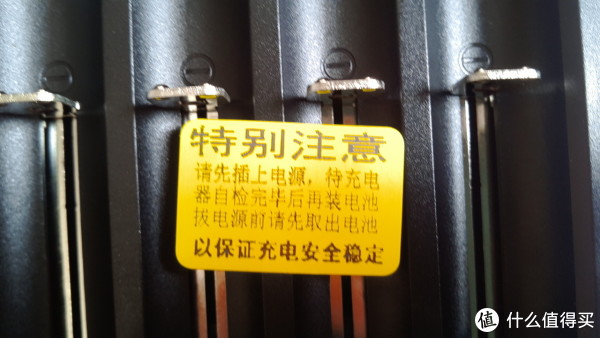 特别注意
请先插上电源，待充电
器自检完毕后再装电池
拔电源前请先取出电池
以保证充电安全稳定
值 什么值得买